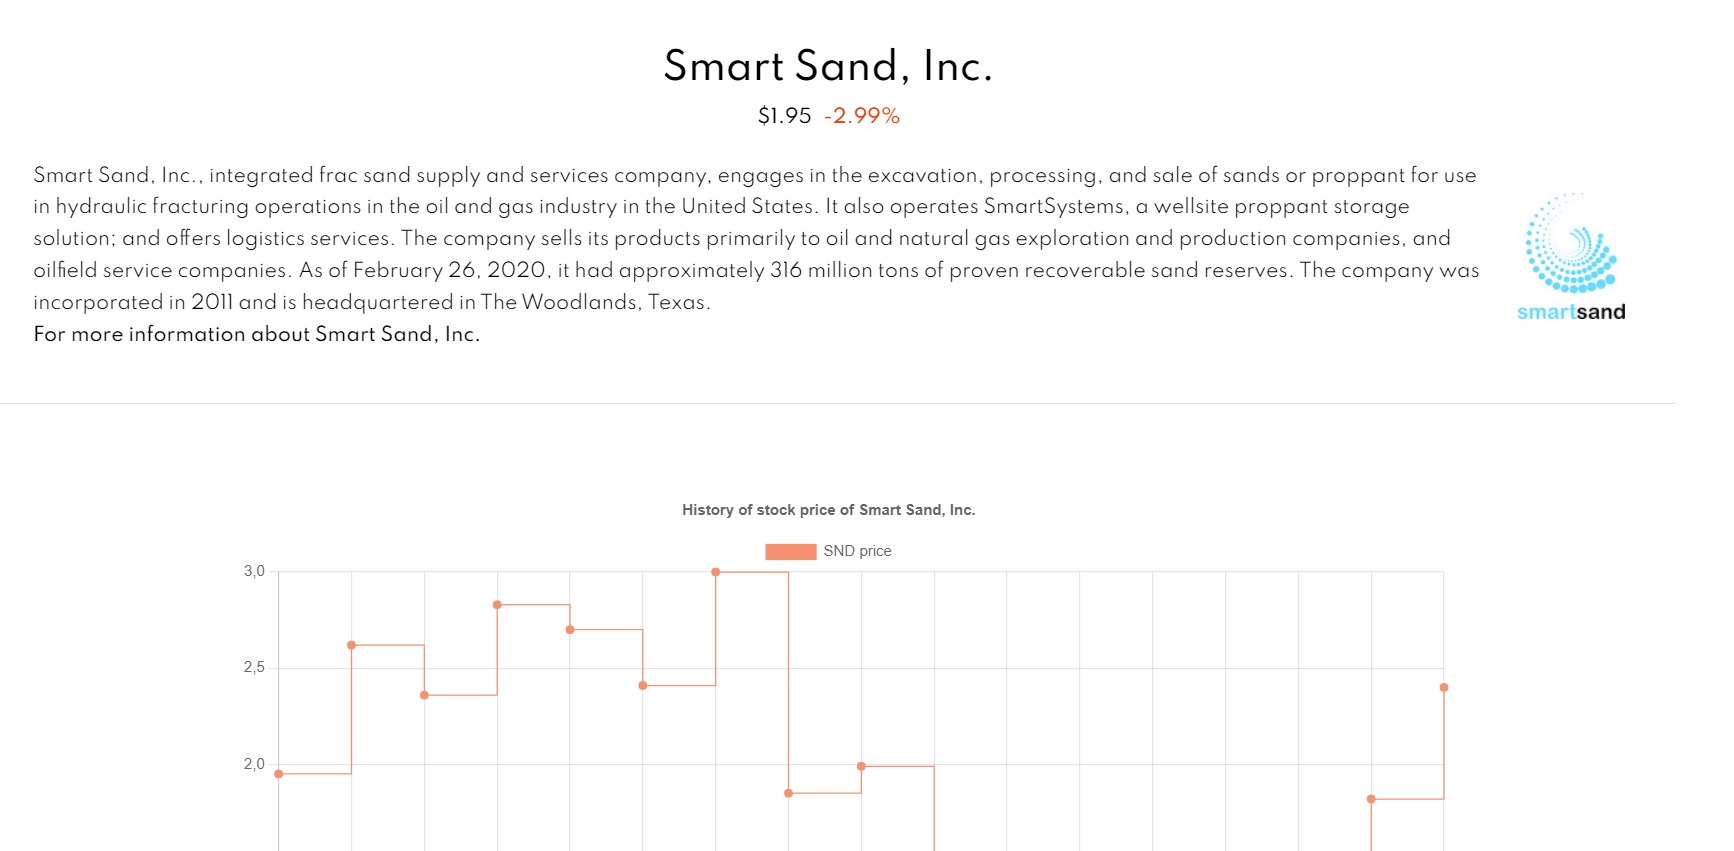 Smart Sand, Inc.
$1.95 -2.99%
Smart Sand, Inc., integrated frac sand supply and services company, engages in the excavation, processing, and sale of sands or proppant for use
in hydraulic fracturing operations in the oil and gas industry in the United States. It also operates SmartSystems, a wellsite proppant storage
solution; and offers logistics services. The company sells its products primarily to oil and natural gas exploration and production companies, and
oilfield service companies. As of February 26, 2020, it had approximately 316 million tons of proven recoverable sand reserves. The company was
incorporated in 2011 and is headquartered in The Woodlands, Texas.
For more information about Smart Sand, Inc.
smartsand
History of stock price of Smart Sand, Inc.
SND price
3,0
2,5
2,0